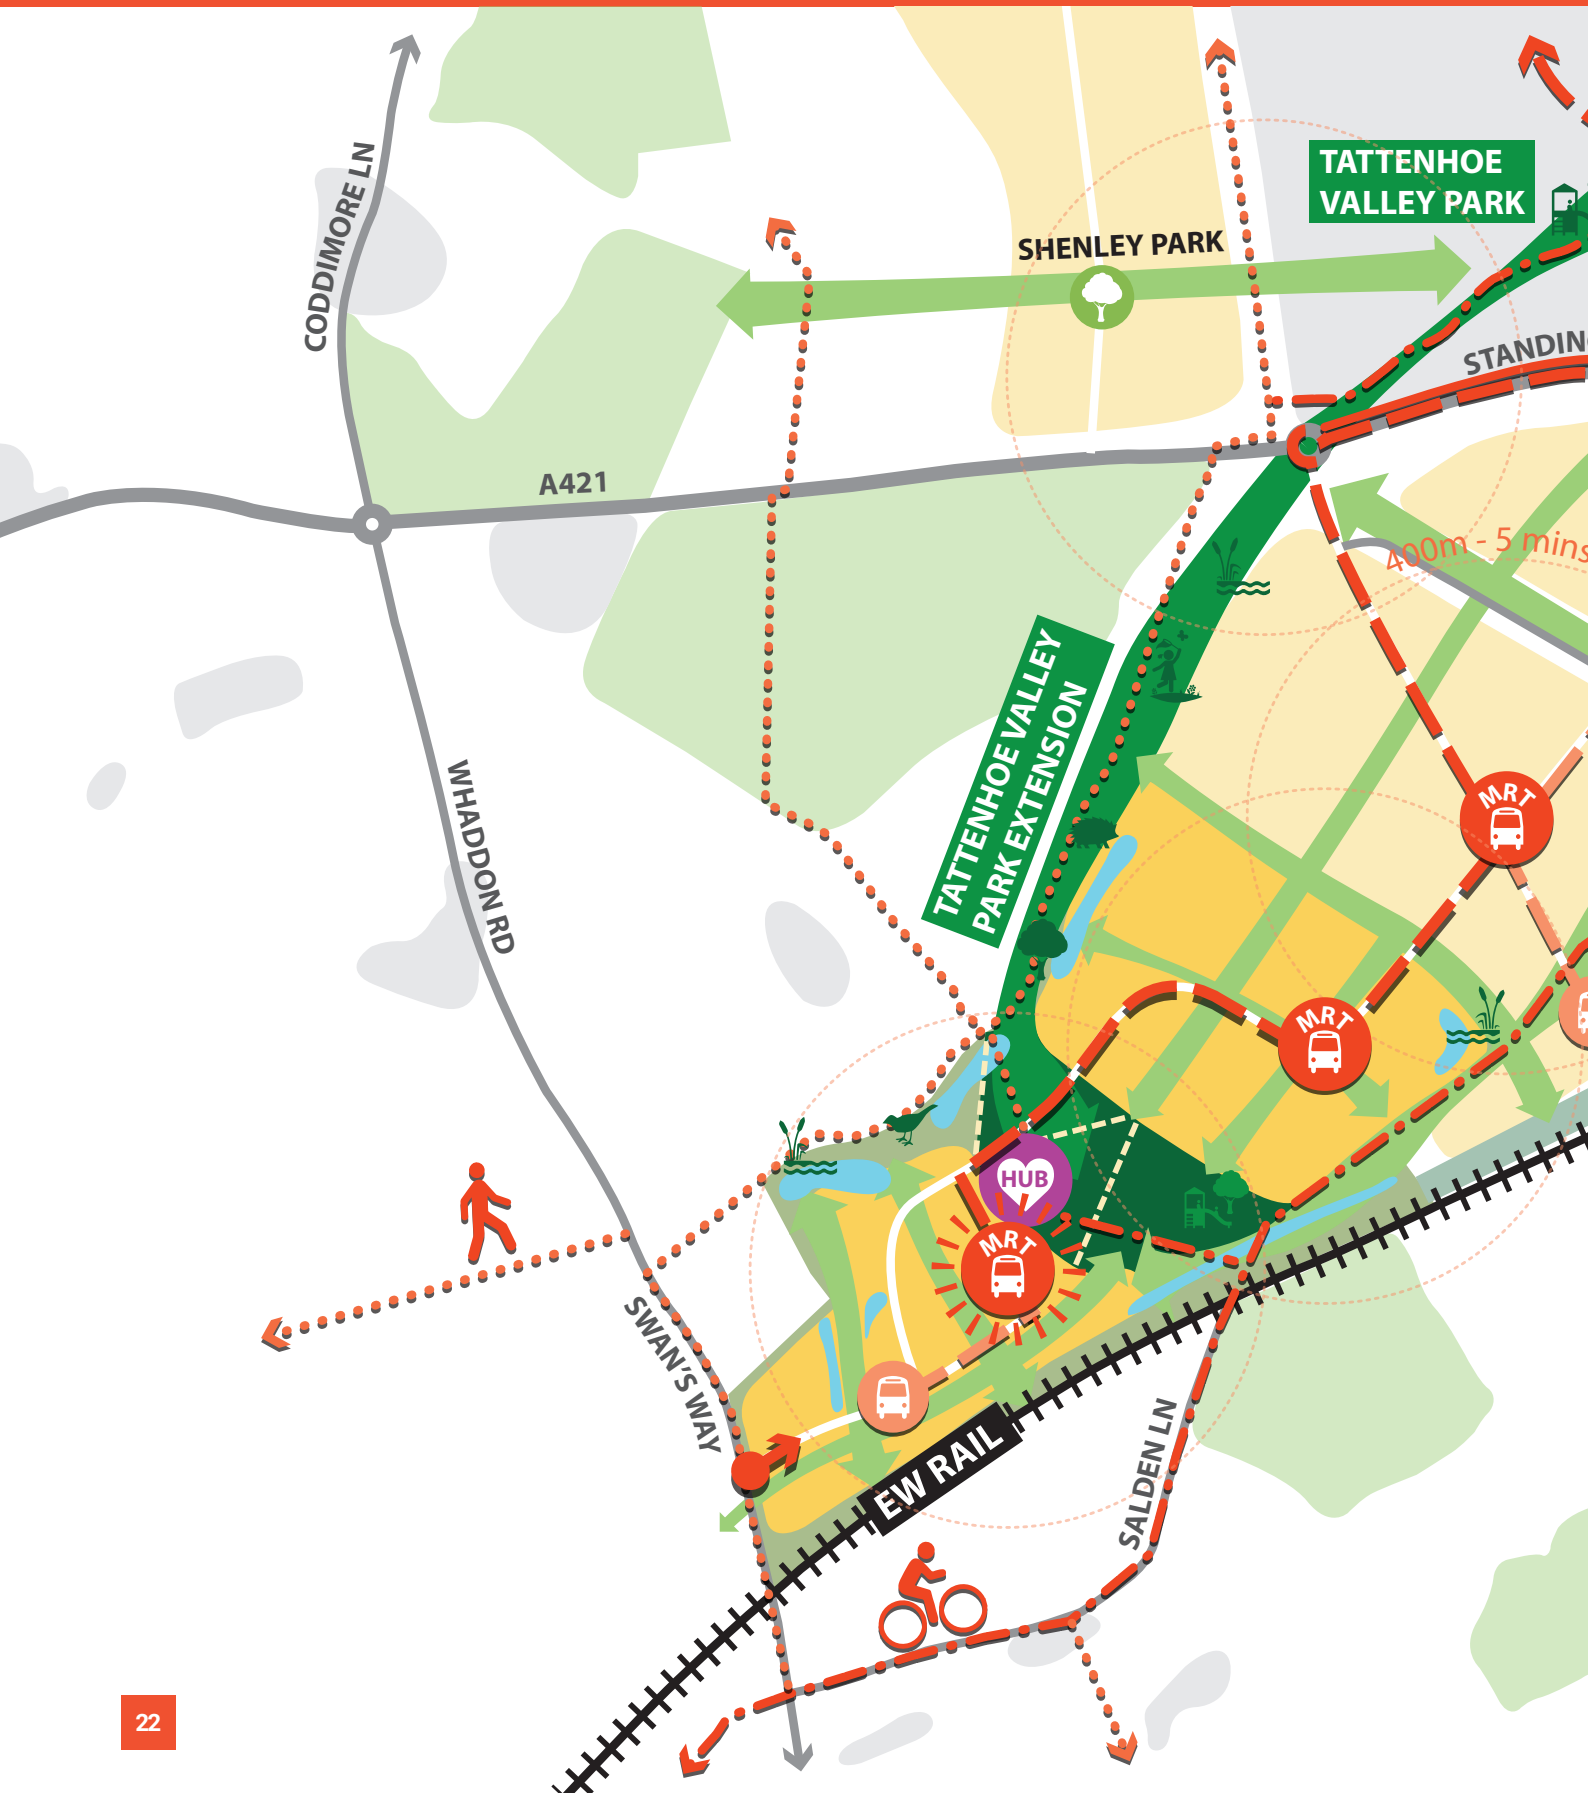 CODDIMORE LN
TATTENHOE
VALLEY PARK
SHENLEY PARK
STANDIN
A421
400m - 5 mins
TATTENHOE VALLEY
PARK EXTENSION
WHADDON RD
MRT
MRT
HUB
MRT
SWAN'S WAY
EW RAIL
SALDEN LN
22